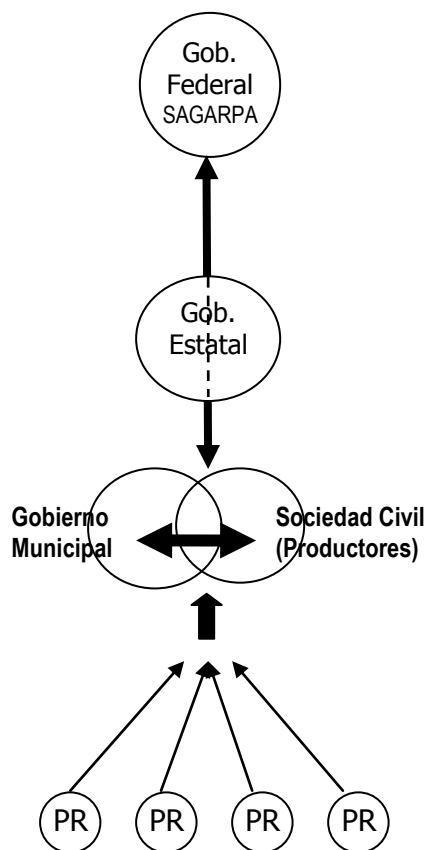 Gob.
Federal
SAGARPA
Gob.
Estatal
Gobierno
Municipal
Sociedad Civil
(Productores)
PR
PR
PR
PR